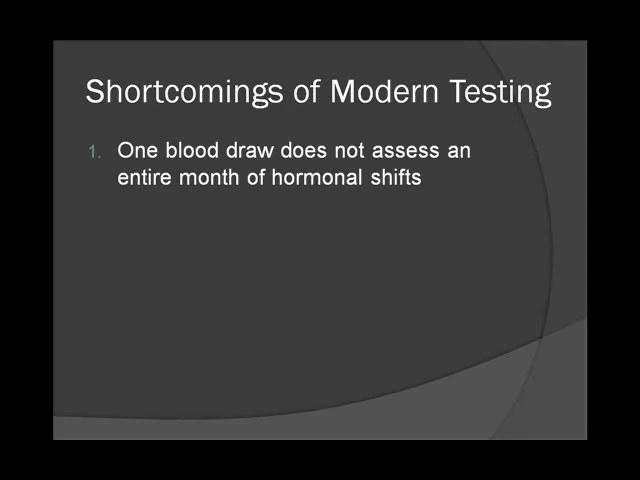 Shortcomings of Modern Testing
1. One blood draw does not assess an
entire month of hormonal shifts